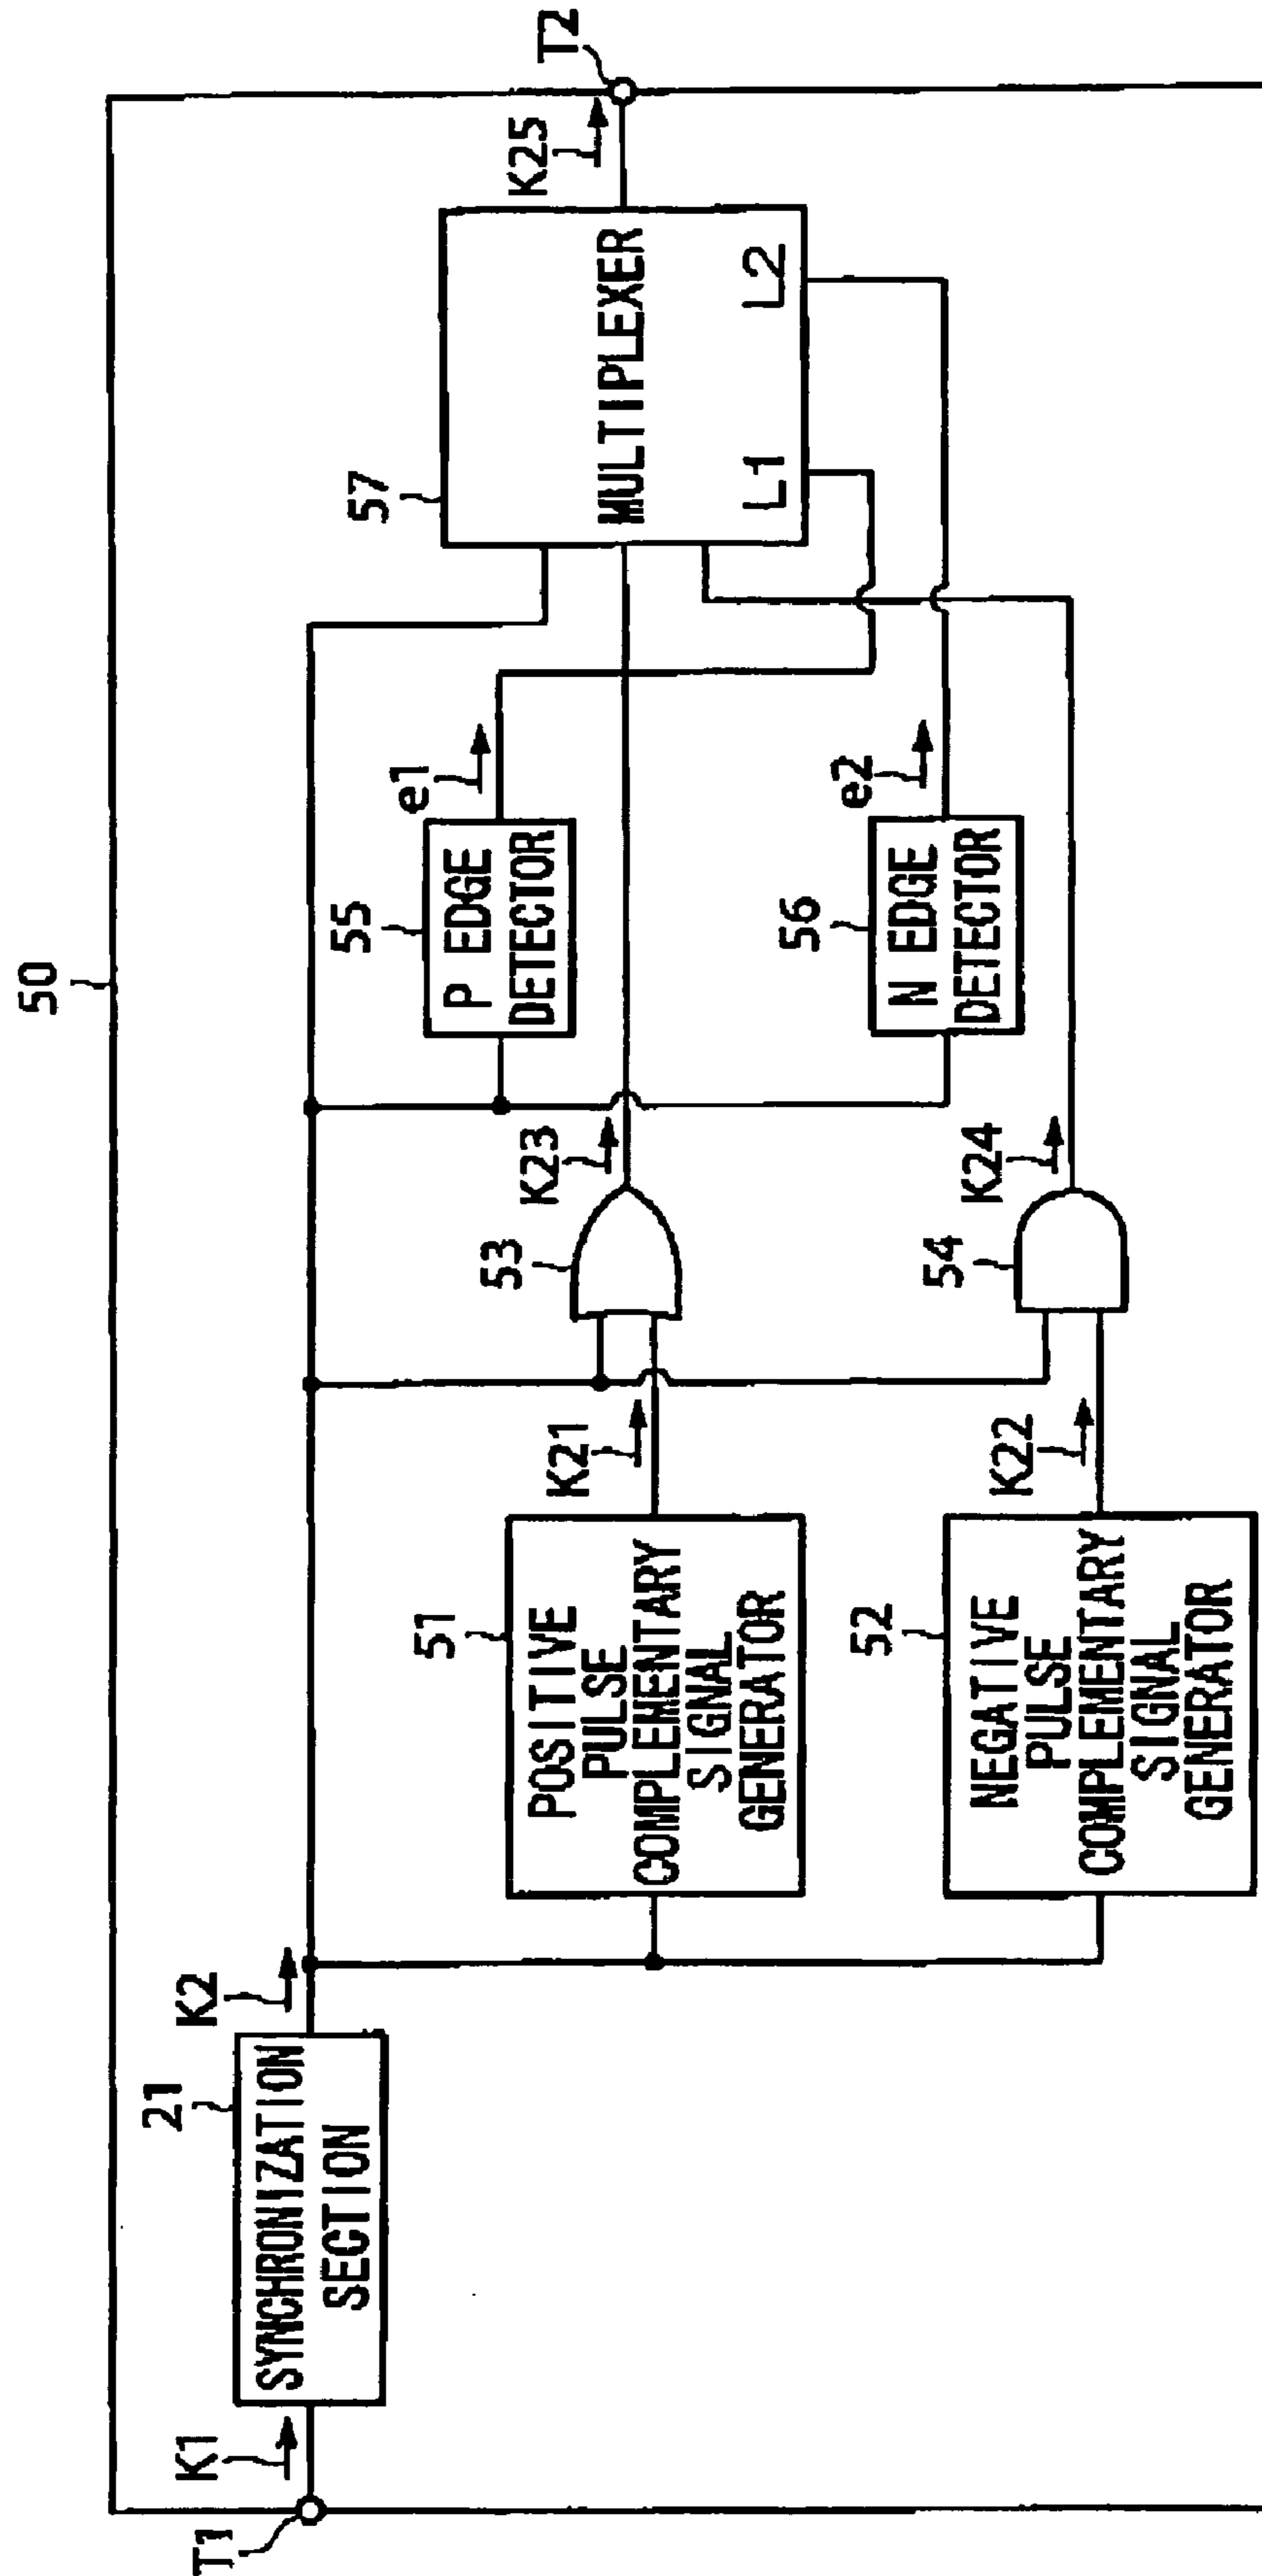 50
T1
K1
21
SYNCHRONIZATION
SECTION
K2
51
POSITIVE
PULSE
COMPLEMENTARY
SIGNAL
GENERATOR
K21
52
NEGATIVE
PULSE
COMPLEMENTARY
SIGNAL
GENERATOR
K22
53
K23
54
K24
55
P EDGE
DETECTOR
e1
56
N EDGE
DETECTOR
e2
57
MULTIPLEXER
L1
L2
K25
T2